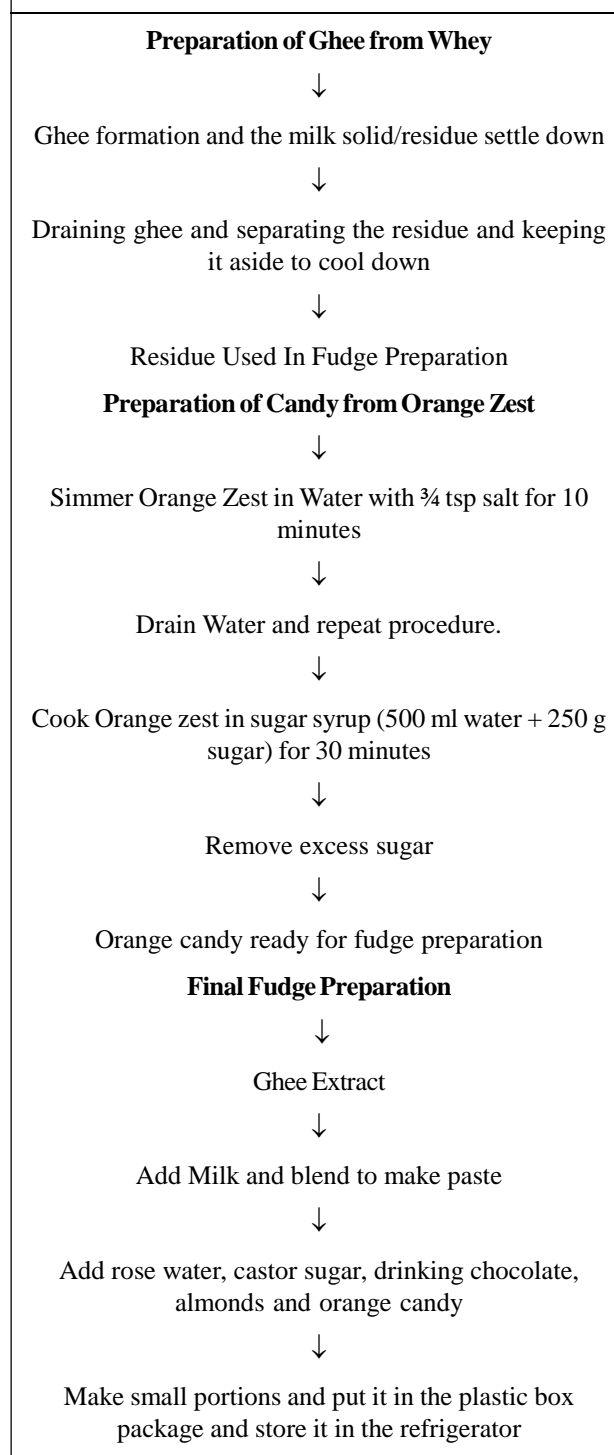 Preparation of Ghee from Whey
↓
Ghee formation and the milk solid/residue settle down
↓
Draining ghee and separating the residue and keeping
it aside to cool down
↓
Residue Used In Fudge Preparation
Preparation of Candy from Orange Zest
↓
Simmer Orange Zest in Water with ¾ tsp salt for 10
minutes
↓
Drain Water and repeat procedure.
↓
Cook Orange zest in sugar syrup (500 ml water + 250 g
sugar) for 30 minutes
↓
Remove excess sugar
↓
Orange candy ready for fudge preparation
Final Fudge Preparation
↓
Ghee Extract
↓
Add Milk and blend to make paste
↓
Add rose water, castor sugar, drinking chocolate,
almonds and orange candy
↓
Make small portions and put it in the plastic box
package and store it in the refrigerator